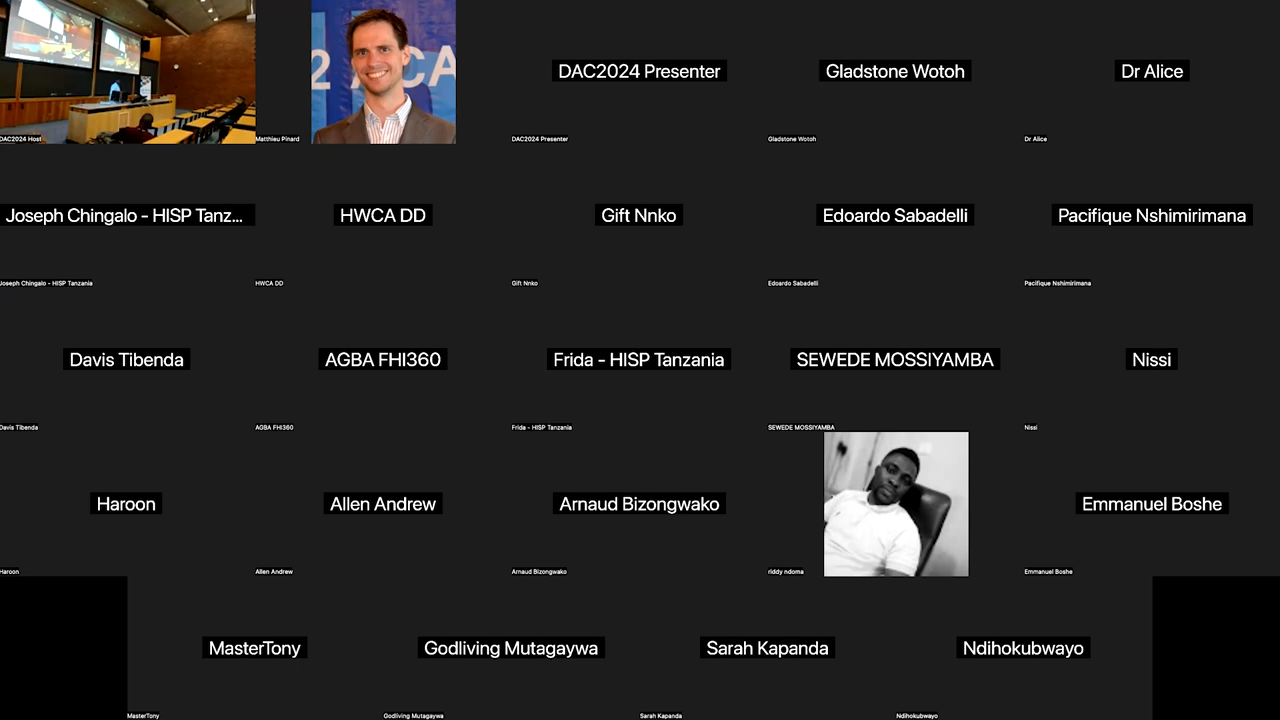 DAC2024 Host
Matthieu Pinard
2 ACA
DAC2024 Presenter
DAC2024 Presenter
Gladstone Wotoh
Gladstone Wotoh
Dr Alice
Dr Alice
Joseph Chingalo - HISP Tanz...
Joseph Chingalo - HISP Tanzania
HWCA DD
HWCA DD
Gift Nnko
Gift Nnko
Edoardo Sabadelli
Edoardo Sabadelli
Pacifique Nshimirimana
Pacifique Nshimirimana
Davis Tibenda
Davis Tibenda
AGBA FHI360
AGBA FHI360
Frida - HISP Tanzania
Frida - HISP Tanzania
SEWEDE MOSSIYAMBA
SEWEDE MOSSIYAMBA
Nissi
Nissi
Haroon
Haroon
Allen Andrew
Allen Andrew
Arnaud Bizongwako
Arnaud Bizongwako
riddy ndoma
Emmanuel Boshe
Emmanuel Boshe
MasterTony
MasterTony
Godliving Mutagaywa
Godliving Mutagaywa
Sarah Kapanda
Sarah Kapanda
Ndihokubwayo
Ndihokubwayo